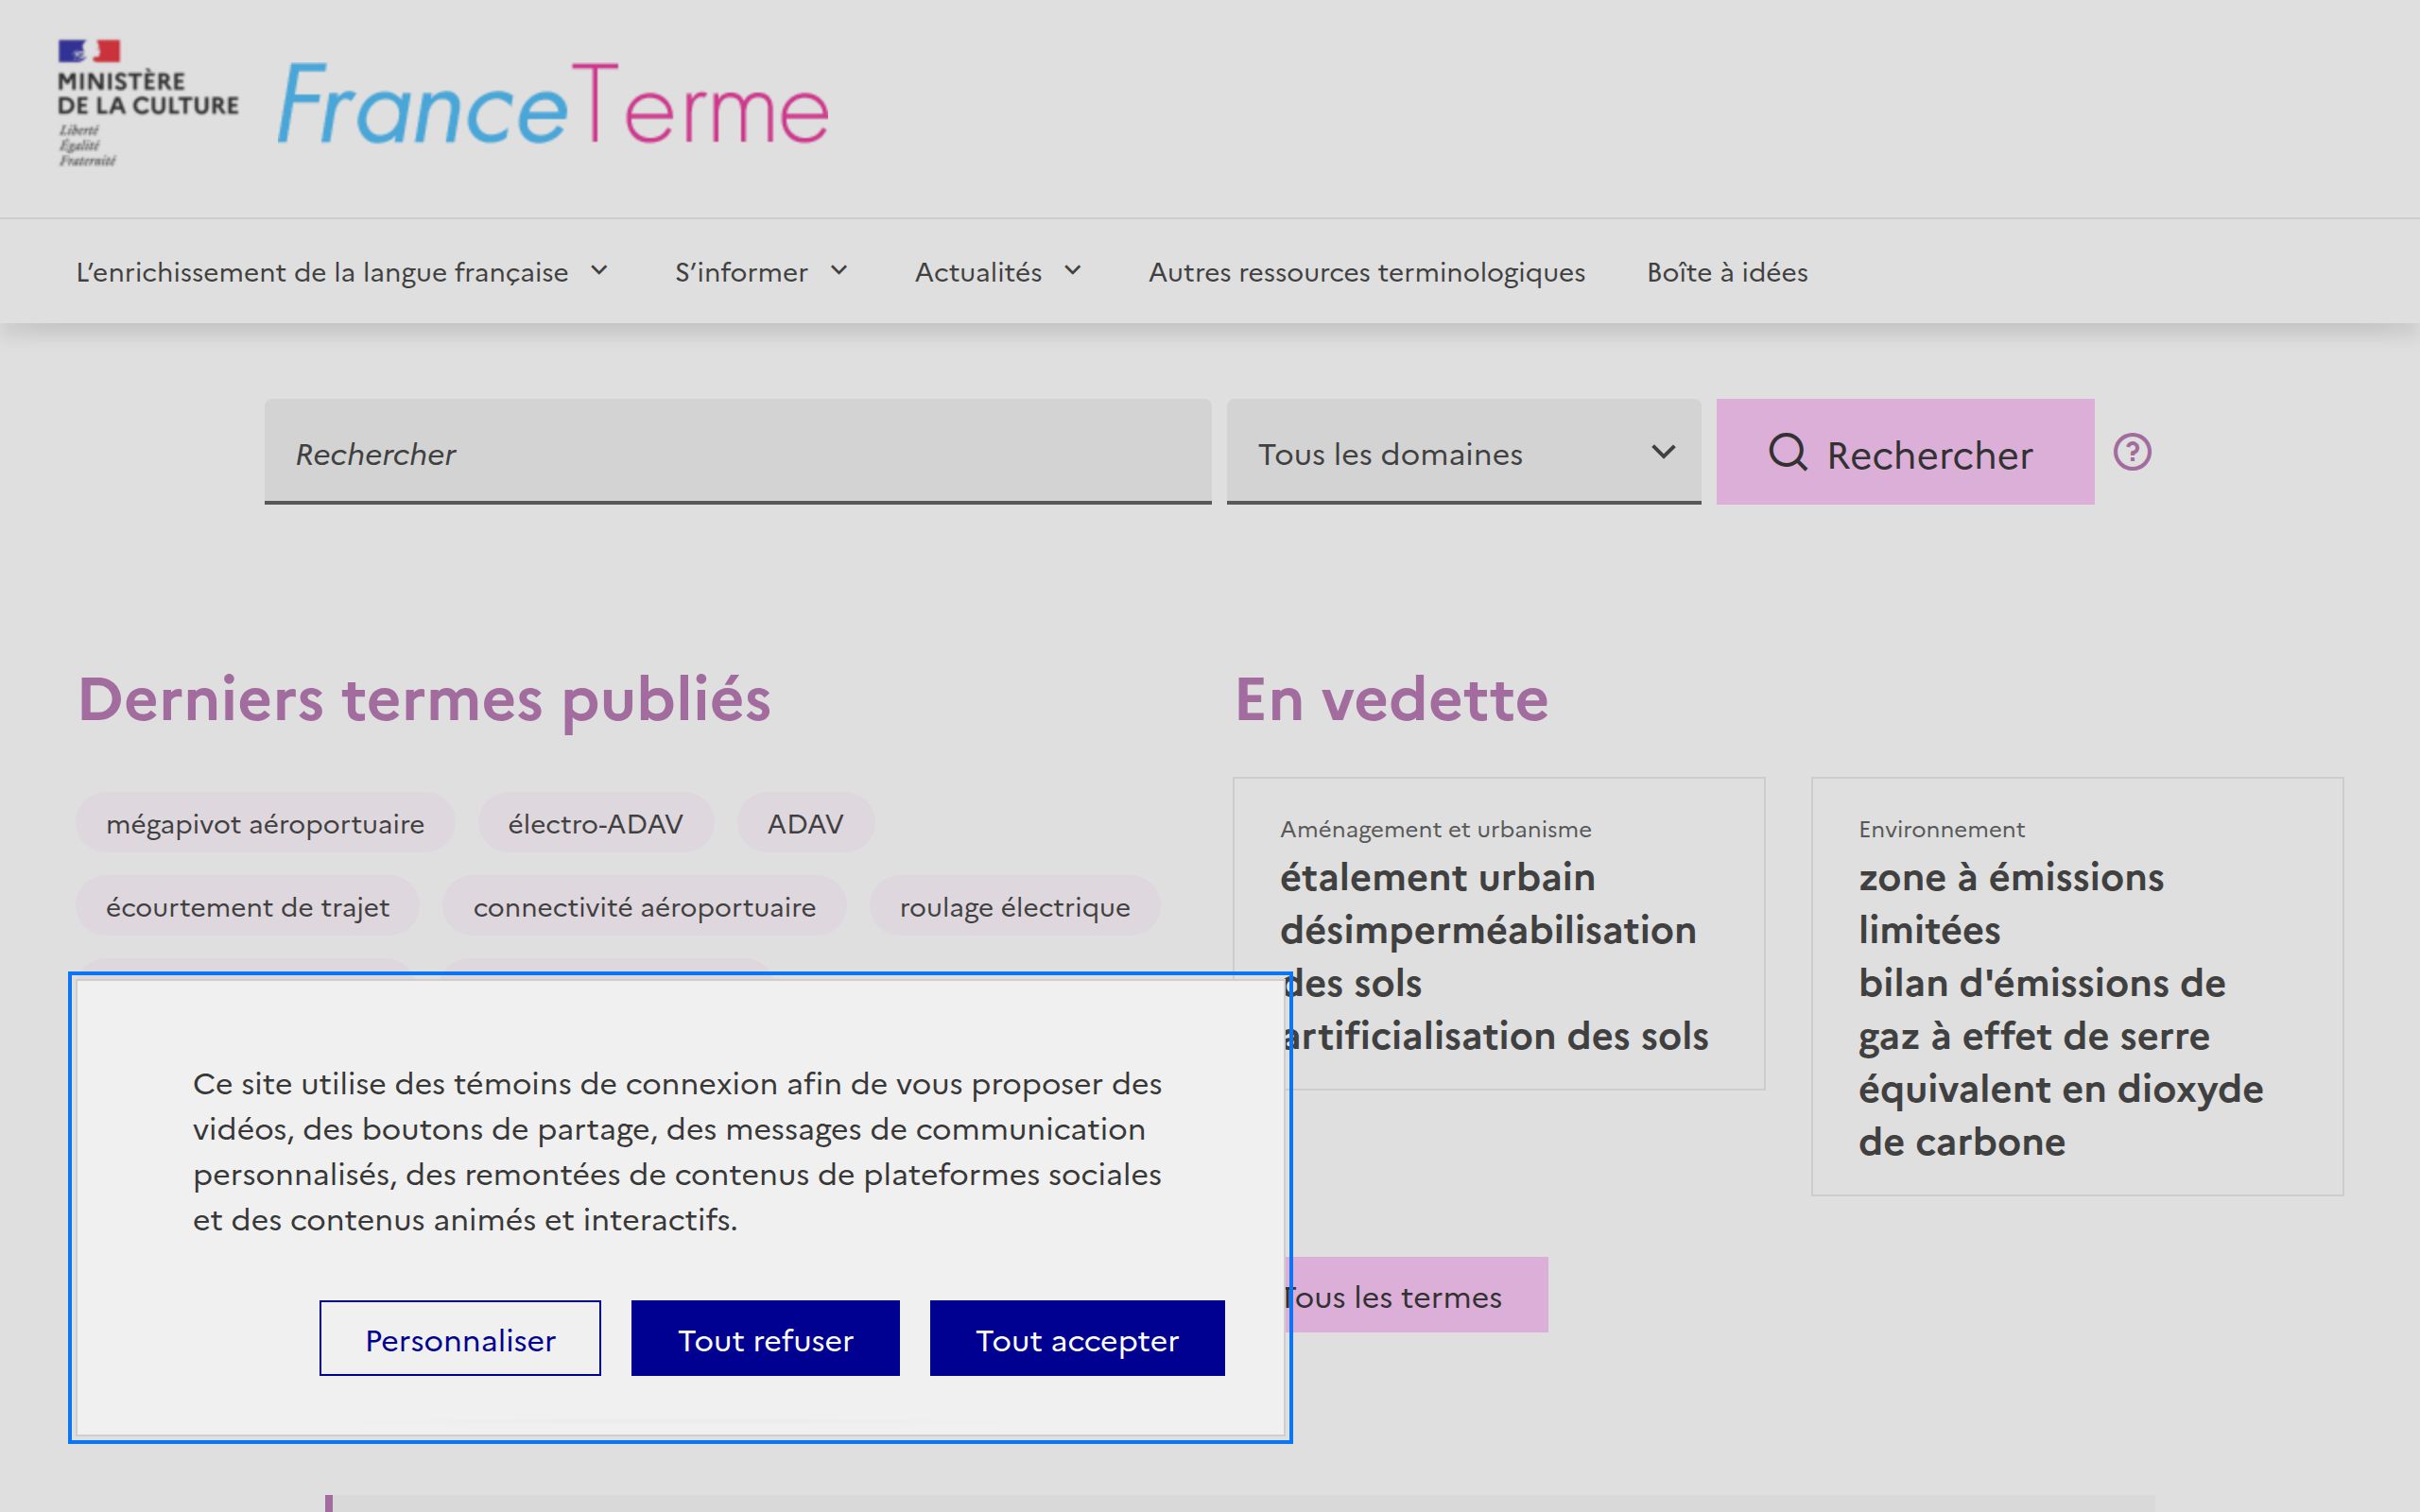 MINISTÈRE
DE LA CULTURE
Liberté
Égalité
Fraternité
FranceTerme
L'enrichissement de la langue française
S'informer
Actualités
Autres ressources terminologiques
Boîte à idées
Rechercher
Tous les domaines
Rechercher
?
Derniers termes publiés
mégapivot aéroportuaire
électro-ADAV
ADAV
écourtement de trajet
connectivité aéroportuaire
roulage électrique
En vedette
Aménagement et urbanisme
étalement urbain
désimperméabilisation
des sols
artificialisation des sols
Environnement
zone à émissions
limitées
bilan d'émissions de
gaz à effet de serre
équivalent en dioxyde
de carbone
Tous les termes
Ce site utilise des témoins de connexion afin de vous proposer des
vidéos, des boutons de partage, des messages de communication
personnalisés, des remontées de contenus de plateformes sociales
et des contenus animés et interactifs.
Personnaliser
Tout refuser
Tout accepter